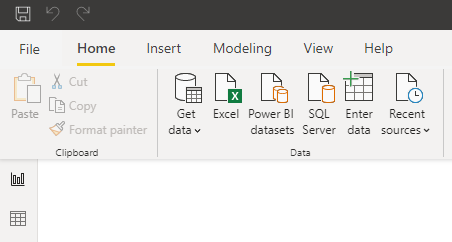 File Home Insert Modeling View Help
Paste
Cut
Copy
Format painter
Clipboard
Get data
Excel
Power BI datasets
SQL Server
Enter data
Recent sources
Data